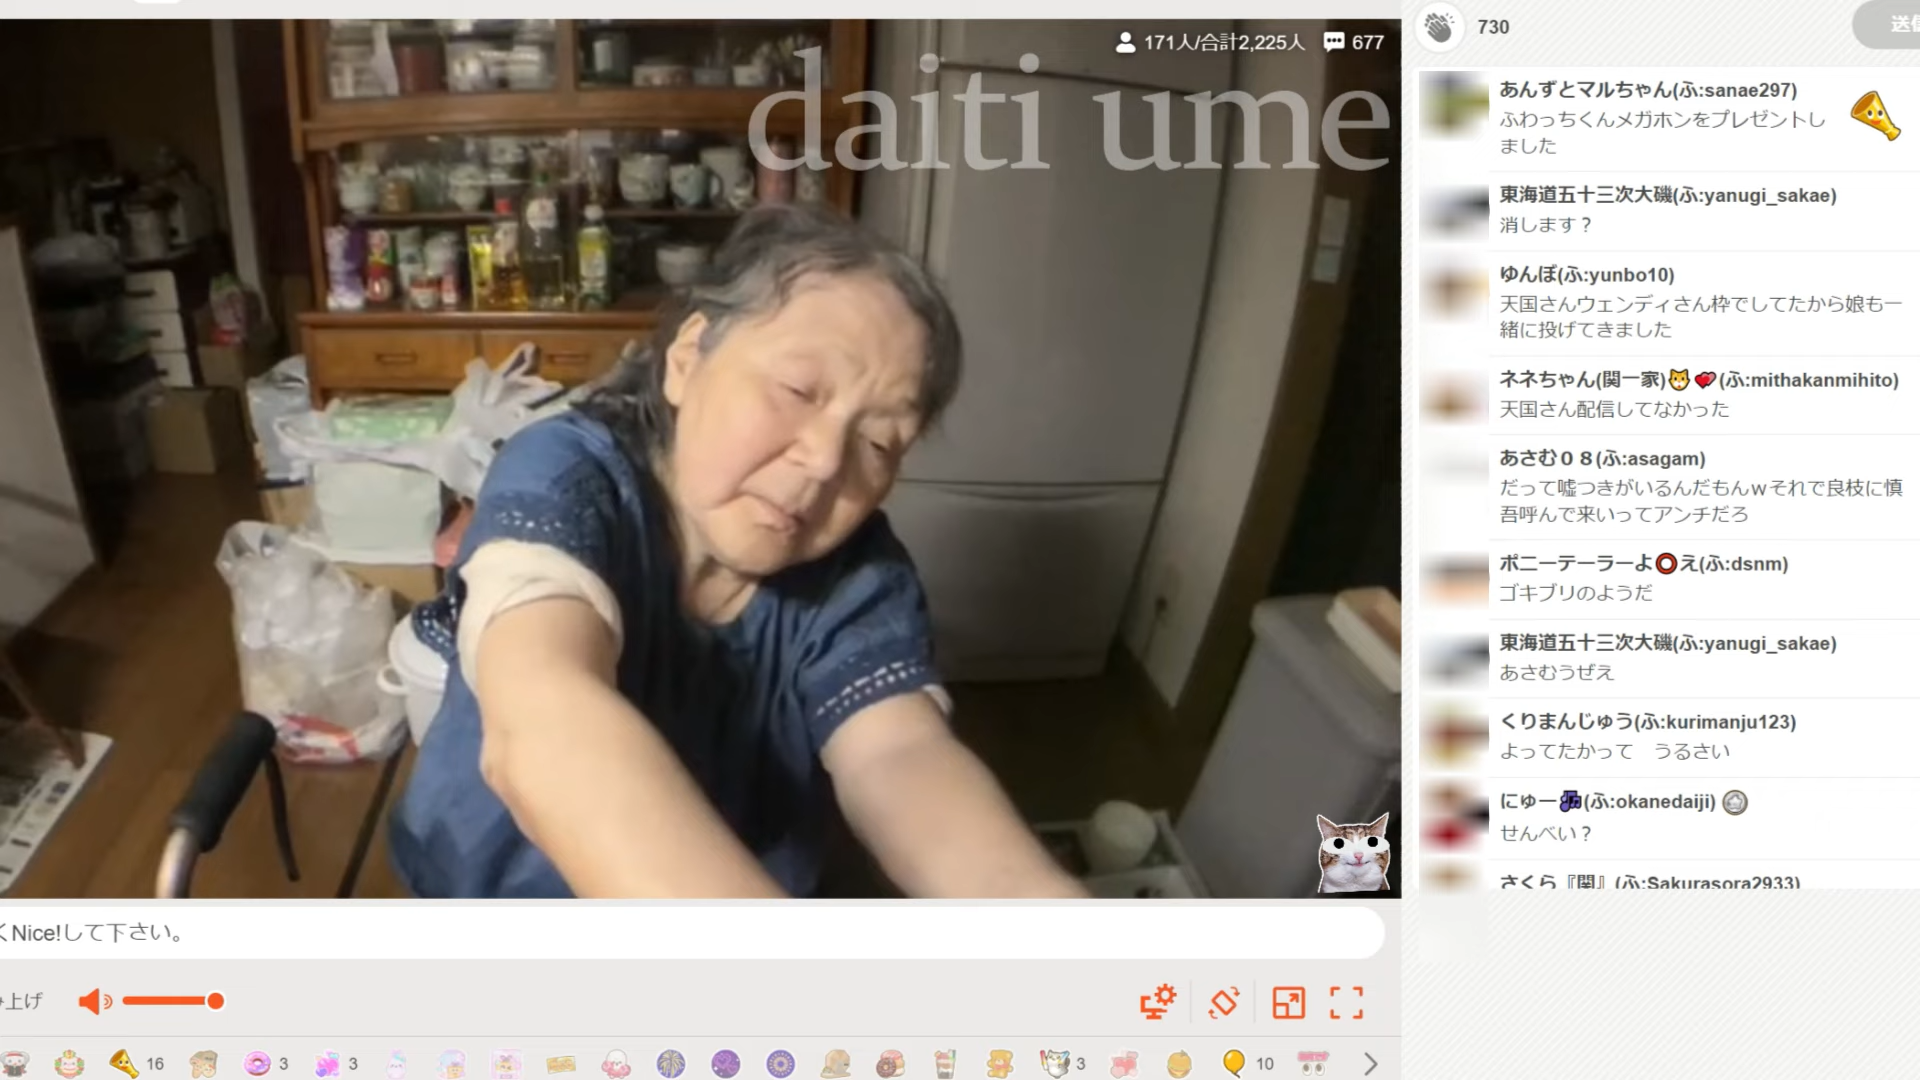 171人/合計2,225人 677
daiti ume
730
送信
あんずとマルちゃん(ふ:sanae297)
ふわっちくんメガホンをプレゼントし
ました
東海道五十三次大磯(ふ:yanugi_sakae)
消します？
ゆんぼ(ふ:yunbo10)
天国さんウェンディさん枠でしてたから娘も一
緒に投げてきました
ネネちゃん(関一家)🐱💕(ふ:mithakanmihito)
天国さん配信してなかった
あさむ０８(ふ:asagam)
だって嘘つきがいるんだもんｗそれで良枝に慎
吾呼んで来いってアンチだろ
ポニーテーラーよ⭕え(ふ:dsnm)
ゴキブリのようだ
東海道五十三次大磯(ふ:yanugi_sakae)
あさむうぜえ
くりまんじゅう(ふ:kurimanju123)
よってたかって　うるさい
にゅー🎶(ふ:okanedaiji)
せんべい？
さくら『関』(ふ:Sakurasora2933)
くNice!して下さい。
み上げ
16
3
3
3
10